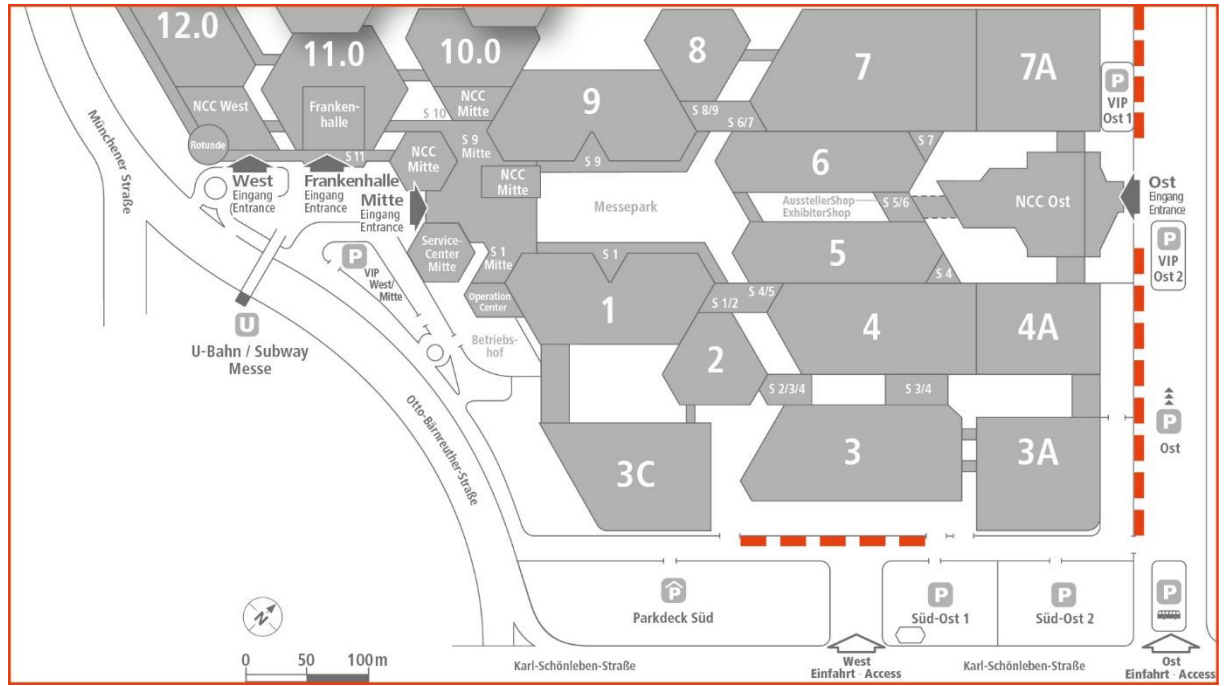 12.0
11.0
10.0
8
7
7A
P
VIP
Ost 1
NCC West
Franken-
halle
NCC
Mitte
9
S 8/9
S 6/7
S 10
Rotunde
S 11
NCC
Mitte
S 9
Mitte
S 9
NCC
Mitte
6
S 7
Münchener Straße
West
Eingang
Entrance
Frankenhalle
Eingang
Entrance
Mitte
Eingang
Entrance
Messepark
AusstellerShop
ExhibitorShop
S 5/6
NCC Ost
Ost
Eingang
Entrance
P
VIP
Ost 2
Service-
Center
Mitte
S 1
Mitte
S 1
5
S 4
P
VIP
West/
Mitte
Operation
Center
1
S 4/5
S 1/2
4
4A
U
U-Bahn / Subway
Messe
Betriebs-
hof
2
S 2/3/4
S 3/4
P
Ost
Otto-Bärnreuther-Straße
3C
3
3A
P
Parkdeck Süd
P
Süd-Ost 1
P
Süd-Ost 2
P
N
0 50 100 m
Karl-Schönleben-Straße
West
Einfahrt · Access
Karl-Schönleben-Straße
Ost
Einfahrt · Access